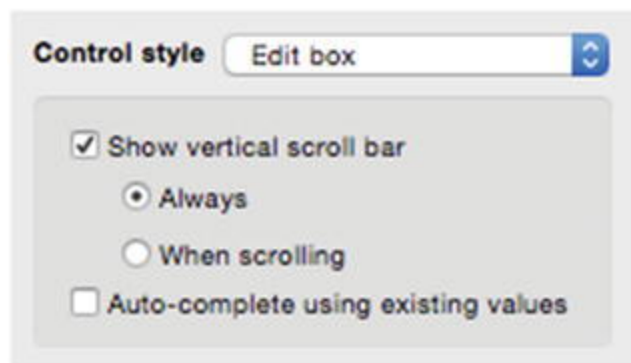 Control style Edit box
Show vertical scroll bar
Always
When scrolling
Auto-complete using existing values